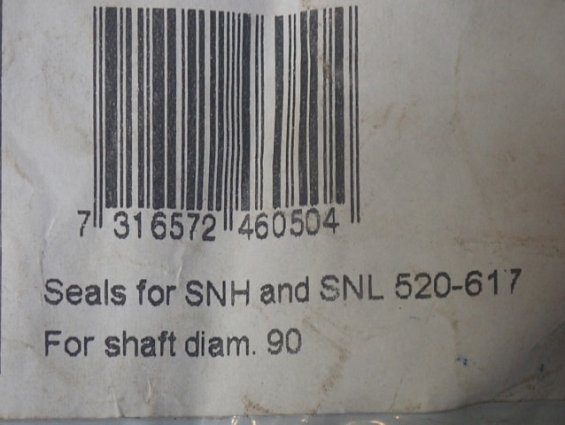 7 316572 460504
Seals for SNH and SNL 520-617
For shaft diam. 90